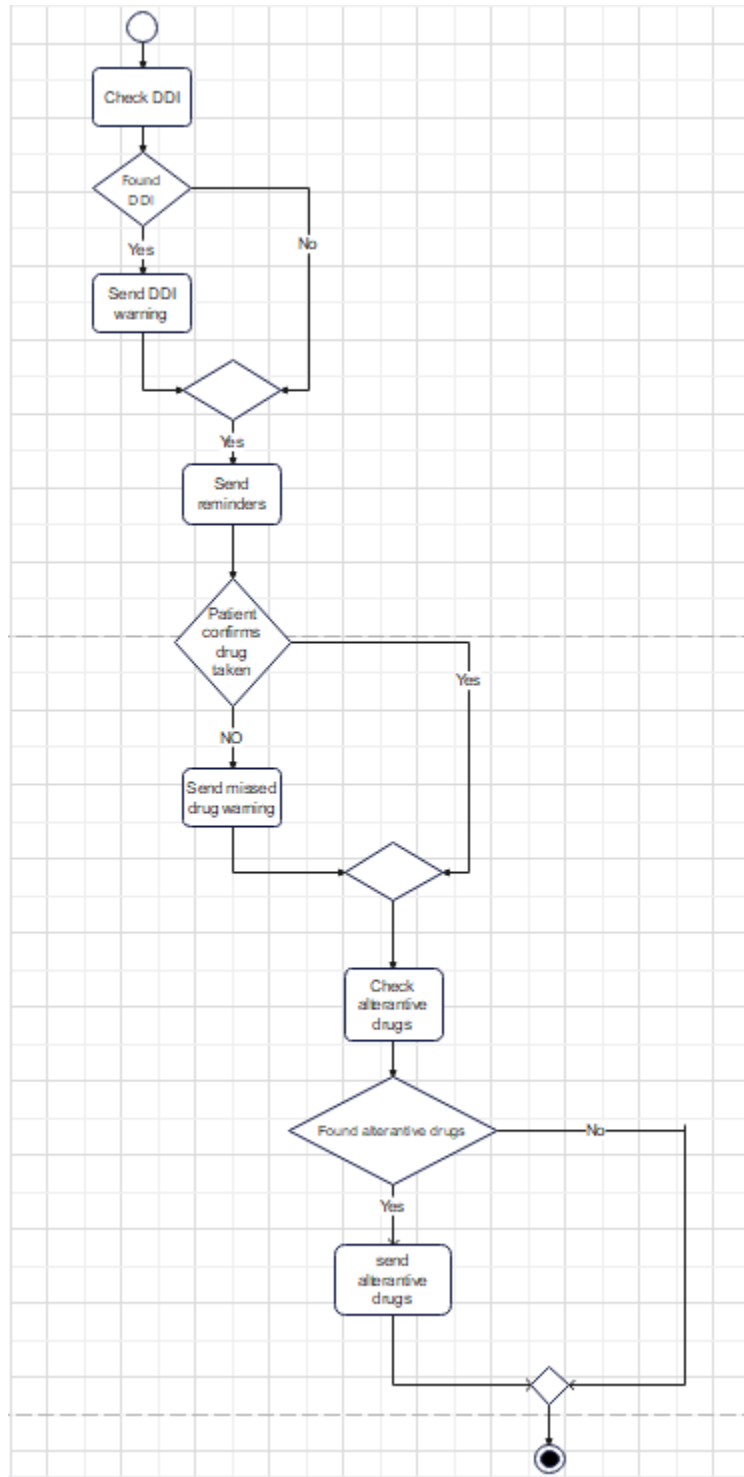 Check DDI
Found
DDI
No
Yes
Send DDI
warning
Yes
Send
reminders
Patient
confirms
drug
taken
Yes
NO
Send missed
drug warning
Check
alterantive
drugs
Found alterantive drugs
No
Yes
send
alterantive
drugs